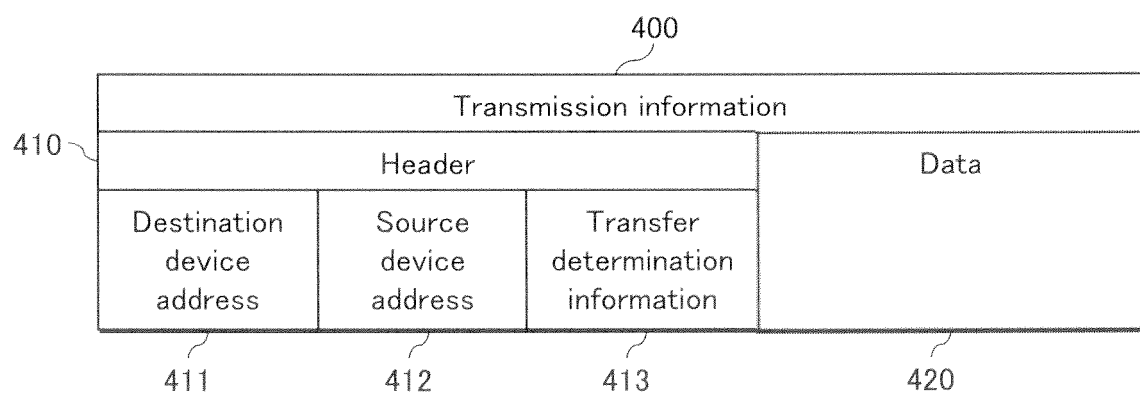 400
Transmission information
410
Header
Data
Destination
device
address
Source
device
address
Transfer
determination
information
411
412
413
420